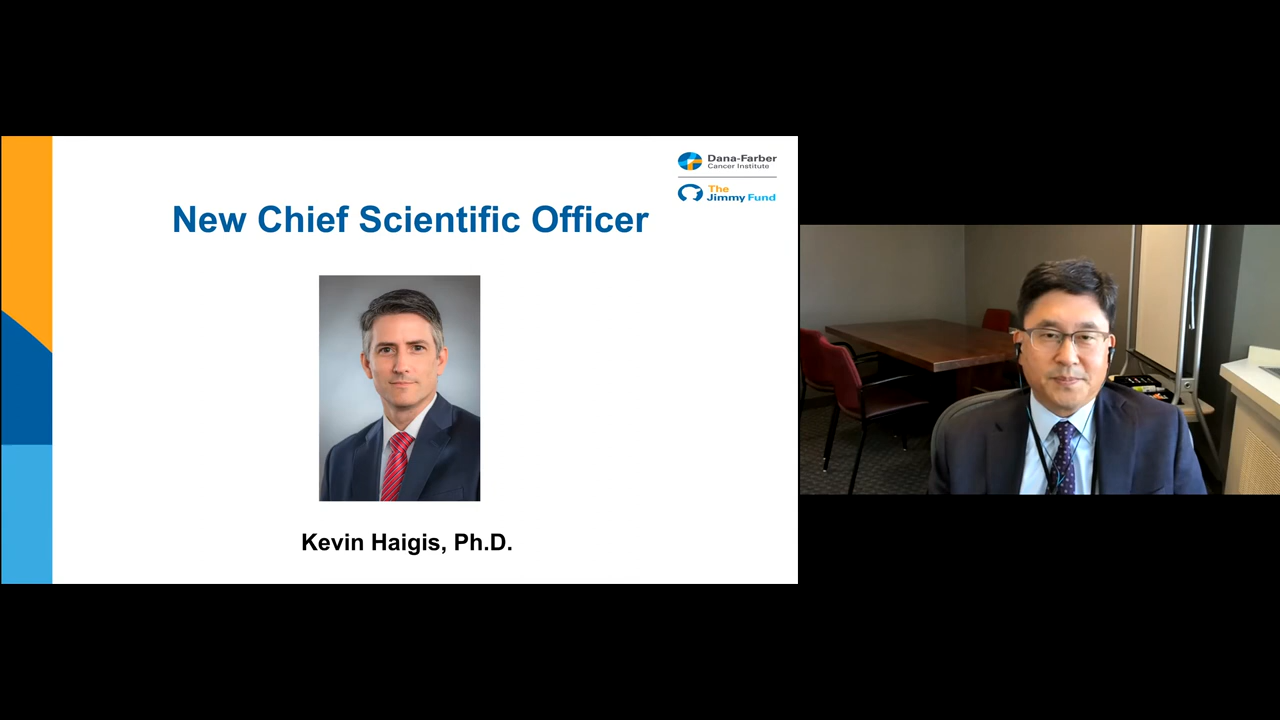 Dana-Farber
Cancer Institute
The
Jimmy Fund
New Chief Scientific Officer
Kevin Haigis, Ph.D.